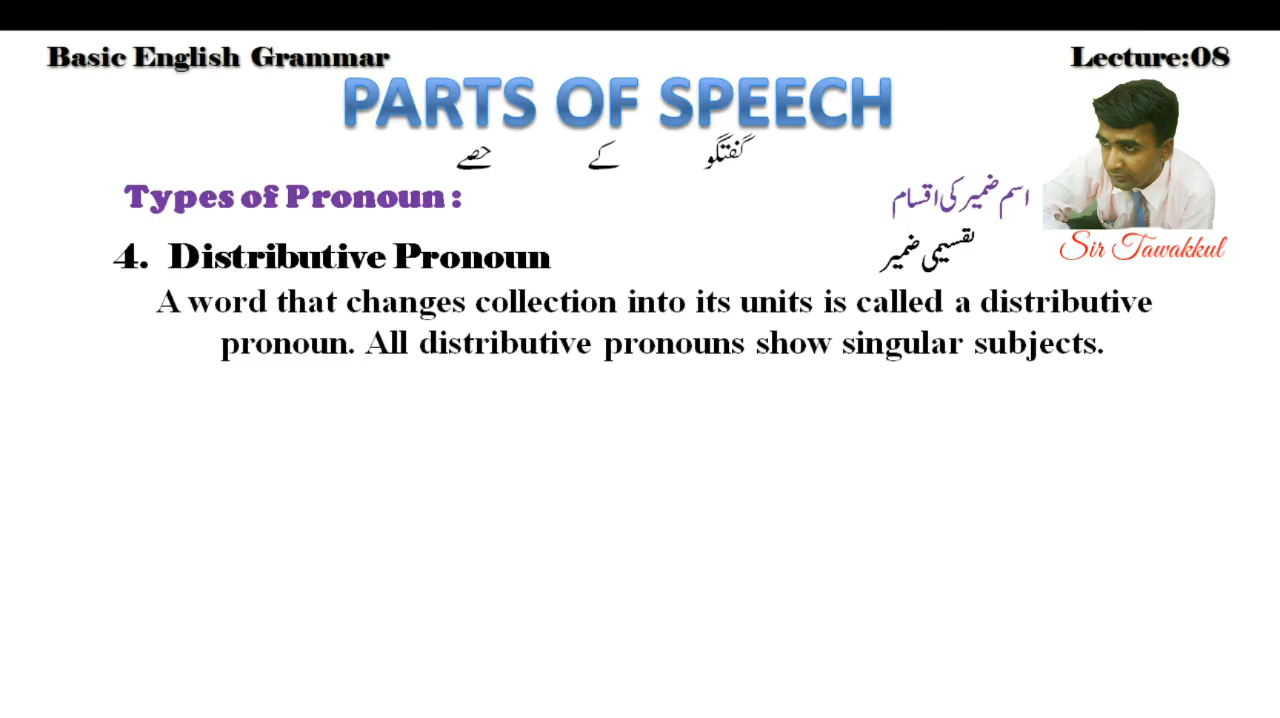 Basic English Grammar
Lecture:08
PARTS OF SPEECH
گفتگو کے حصے
Types of Pronoun :
اسم ضمیر کی اقسام
Sir Tawakkul
4. Distributive Pronoun
تقسیمی ضمیر
A word that changes collection into its units is called a distributive
pronoun. All distributive pronouns show singular subjects.